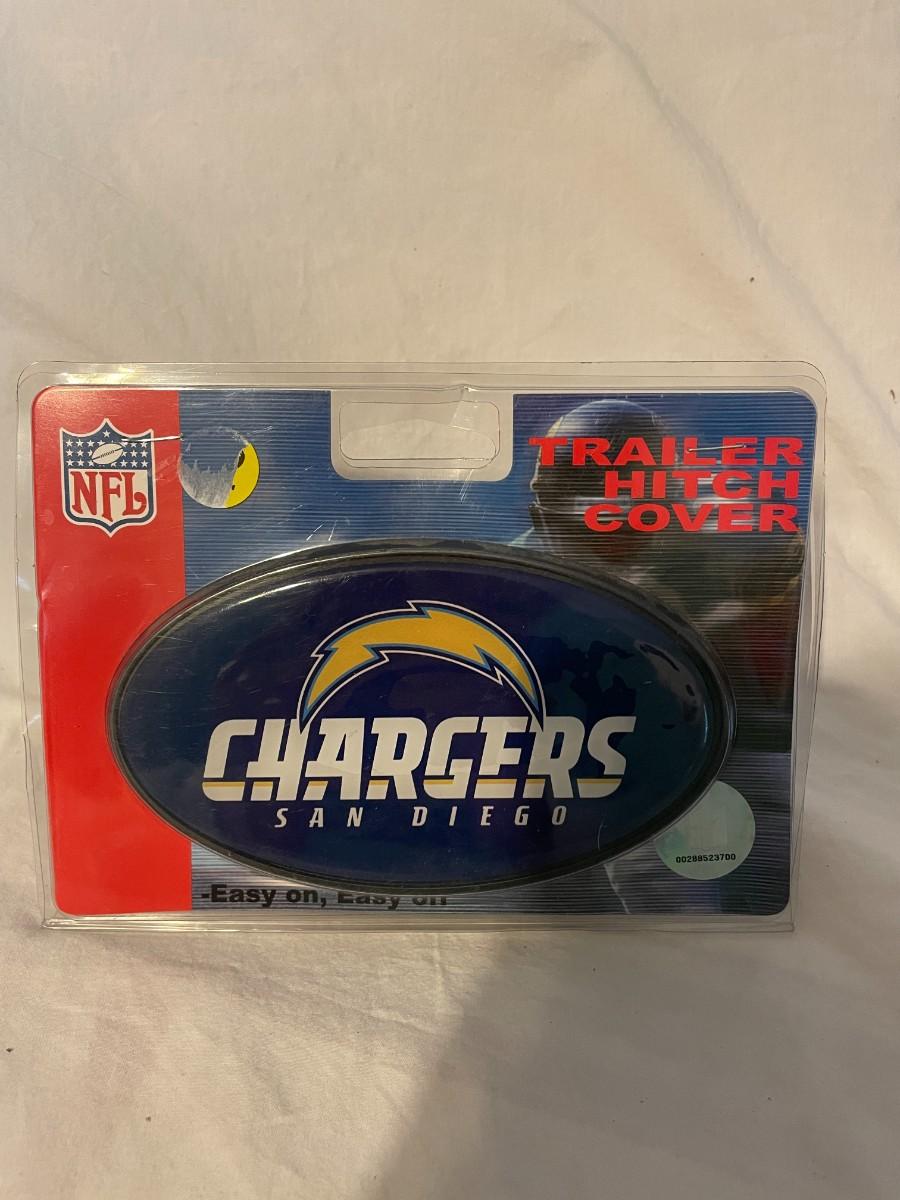 NFL
TRAILER
HITCH
COVER
CHARGERS
SAN DIEGO
00288523700
-Easy on, Easy off